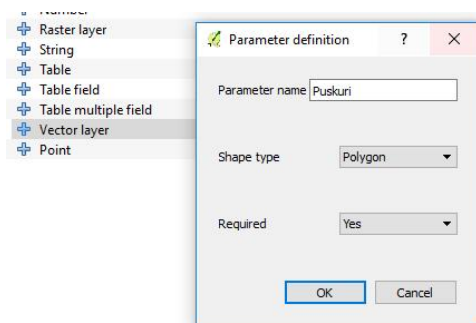 Number
Raster layer
String
Table
Table field
Table multiple field
Vector layer
Point
Parameter definition ?
Parameter name Puskuri
Shape type Polygon
Required Yes
OK Cancel